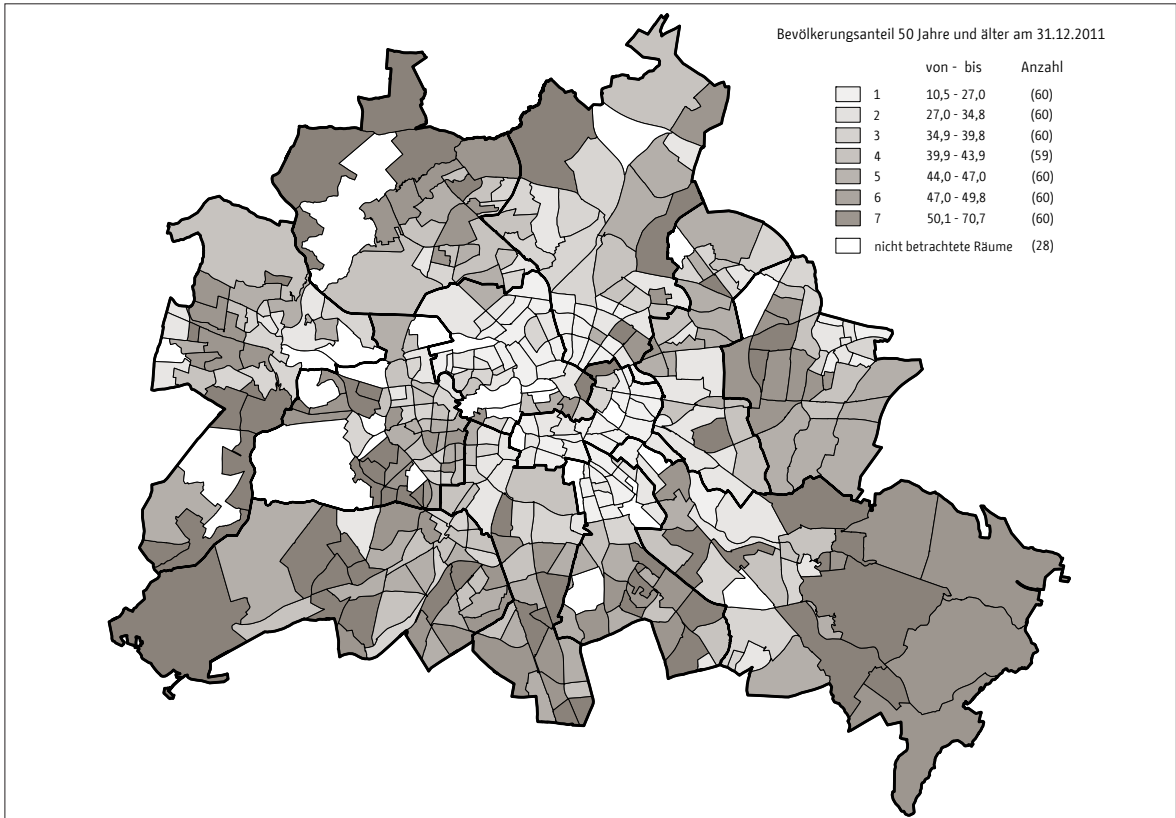 Bevölkerungsanteil 50 Jahre und älter am 31.12.2011
von - bis Anzahl
1 10,5 - 27,0 (60)
2 27,0 - 34,8 (60)
3 34,9 - 39,8 (60)
4 39,9 - 43,9 (59)
5 44,0 - 47,0 (60)
6 47,0 - 49,8 (60)
7 50,1 - 70,7 (60)
nicht betrachtete Räume (28)